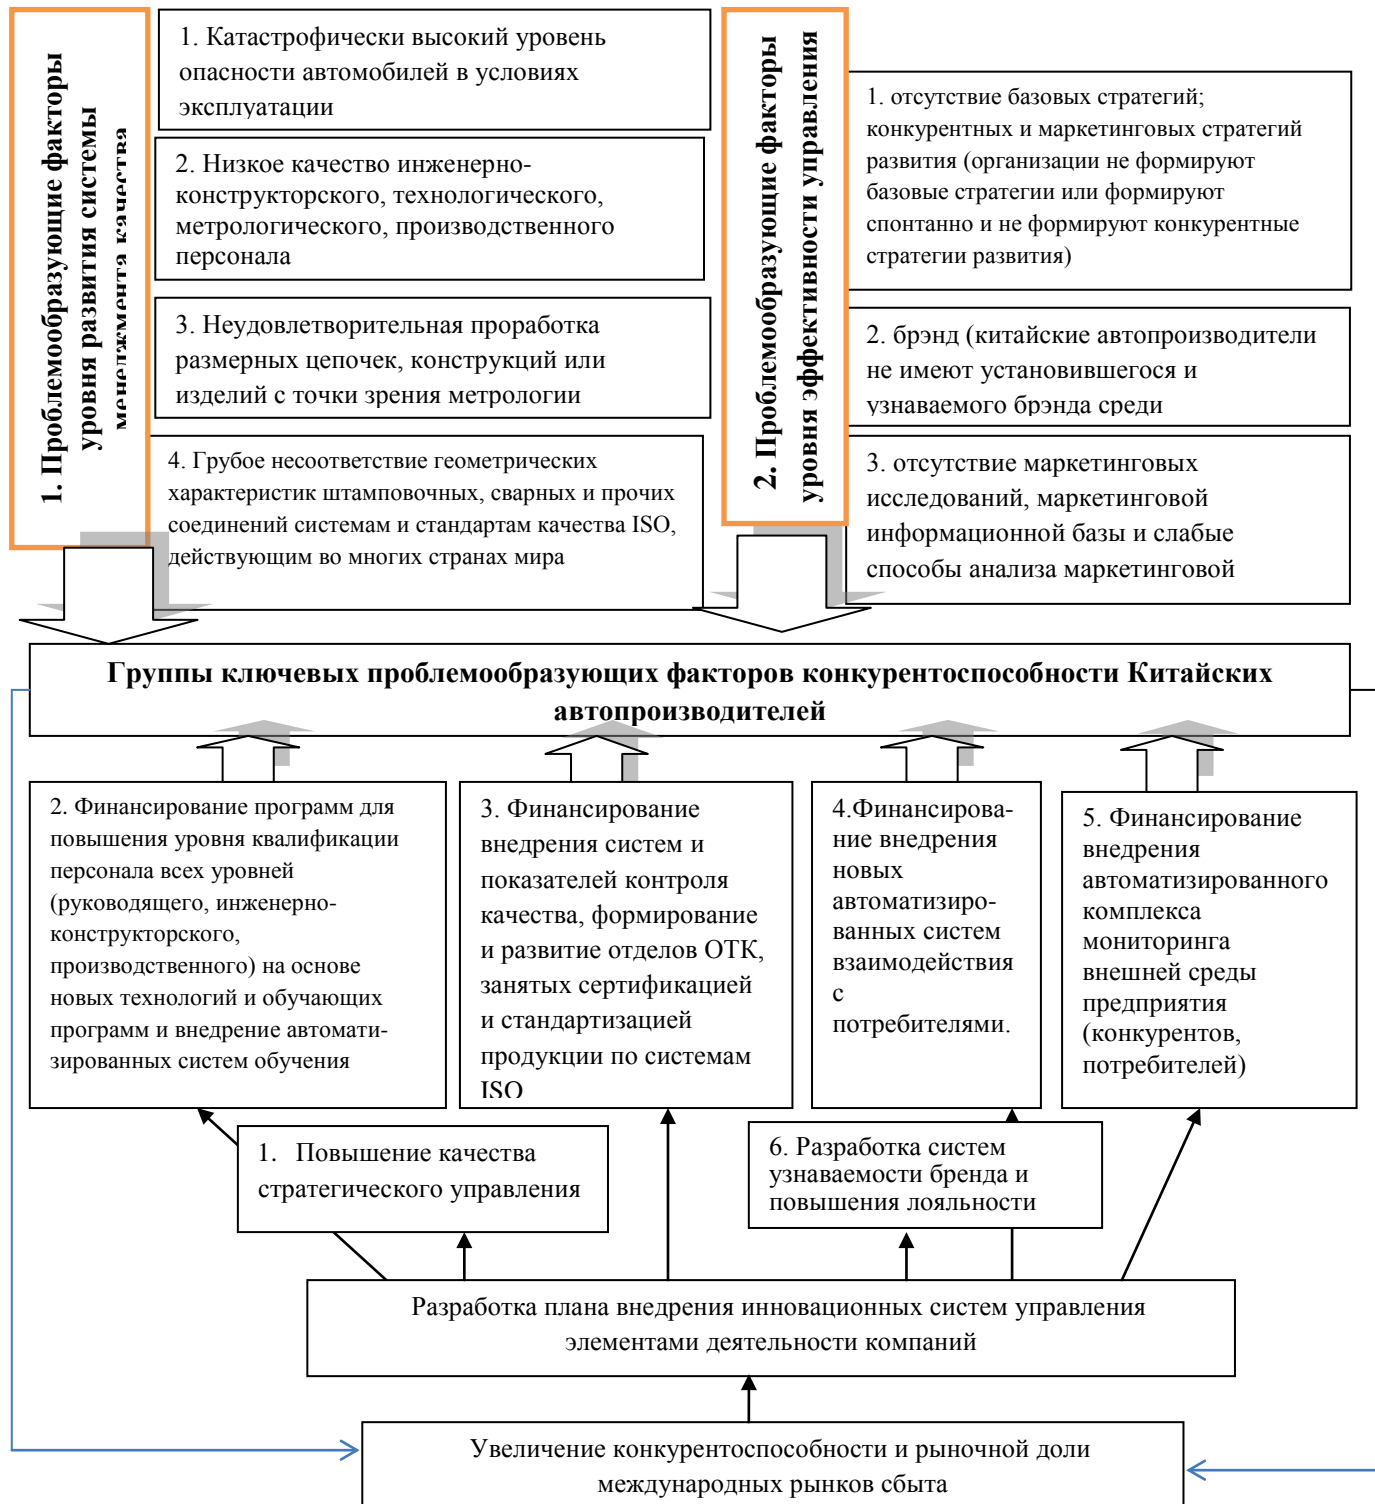 1. Проблемообразующие факторы
уровня развития системы
менеджмента качества
1. Катастрофически высокий уровень
опасности автомобилей в условиях
эксплуатации
2. Низкое качество инженерно-
конструкторского, технологического,
метрологического, производственного
персонала
3. Неудовлетворительная проработка
размерных цепочек, конструкций или
изделий с точки зрения метрологии
4. Грубое несоответствие геометрических
характеристик штамповочных, сварных и прочих
соединений системам и стандартам качества ISO,
действующим во многих странах мира
2. Проблемообразующие факторы
уровня эффективности управления
1. отсутствие базовых стратегий;
конкурентных и маркетинговых стратегий
развития (организации не формируют
базовые стратегии или формируют
спонтанно и не формируют конкурентные
стратегии развития)
2. брэнд (китайские автопроизводители
не имеют установившегося и
узнаваемого брэнда среди
3. отсутствие маркетинговых
исследований, маркетинговой
информационной базы и слабые
способы анализа маркетинговой
Группы ключевых проблемообразующих факторов конкурентоспособности Китайских
автопроизводителей
2. Финансирование программ для
повышения уровня квалификации
персонала всех уровней
(руководящего, инженерно-
конструкторского,
производственного) на основе
новых технологий и обучающих
программ и внедрение автомати-
зированных систем обучения
3. Финансирование
внедрения систем и
показателей контроля
качества, формирование
и развитие отделов ОТК,
занятых сертификацией
и стандартизацией
продукции по системам
ISO
4.Финансирова-
ние внедрения
новых
автоматизиро-
ванных систем
взаимодействия
с
потребителями.
5. Финансирование
внедрения
автоматизированного
комплекса
мониторинга
внешней среды
предприятия
(конкурентов,
потребителей)
1. Повышение качества
стратегического управления
6. Разработка систем
узнаваемости бренда и
повышения лояльности
Разработка плана внедрения инновационных систем управления
элементами деятельности компаний
Увеличение конкурентоспособности и рыночной доли
международных рынков сбыта